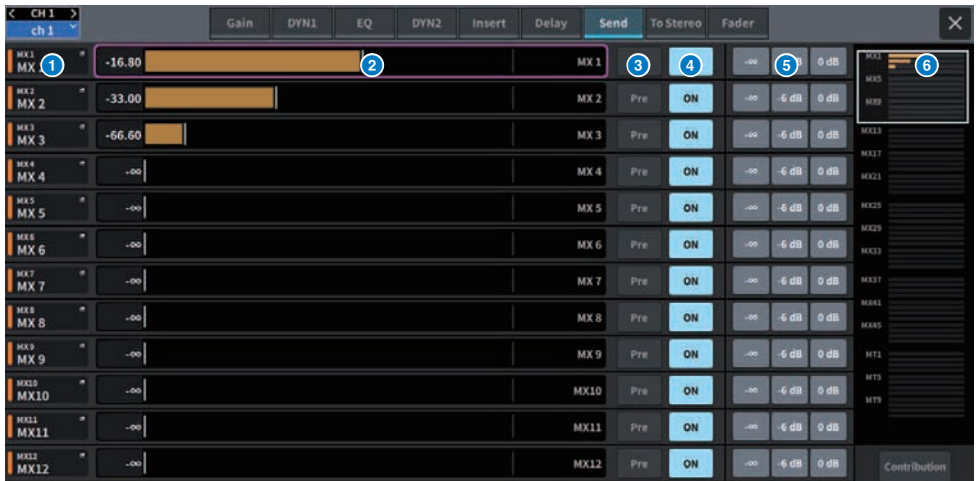 CH 1
ch 1
Gain DYN1 EQ DYN2 Insert Delay Send To Stereo Fader
MX1
MX 1 -16.80 2 MX 1 3 4 -∞ 5 0 dB
MX2
MX 2 -33.00 MX 2 Pre ON -∞ -6 dB 0 dB
MX3
MX 3 -66.60 MX 3 Pre ON -∞ -6 dB 0 dB
MX4
MX 4 -∞ MX 4 Pre ON -∞ -6 dB 0 dB
MX5
MX 5 -∞ MX 5 Pre ON -∞ -6 dB 0 dB
MX6
MX 6 -∞ MX 6 Pre ON -∞ -6 dB 0 dB
MX7
MX 7 -∞ MX 7 Pre ON -∞ -6 dB 0 dB
MX8
MX 8 -∞ MX 8 Pre ON -∞ -6 dB 0 dB
MX9
MX 9 -∞ MX 9 Pre ON -∞ -6 dB 0 dB
MX10
MX10 -∞ MX10 Pre ON -∞ -6 dB 0 dB
MX11
MX11 -∞ MX11 Pre ON -∞ -6 dB 0 dB
MX12
MX12 -∞ MX12 Pre ON -∞ -6 dB 0 dB
MX1 6
MX5
MX9
MX13
MX17
MX21
MX25
MX29
MX33
MX37
MX41
MX45
MT1
MT5
MT9
Contribution